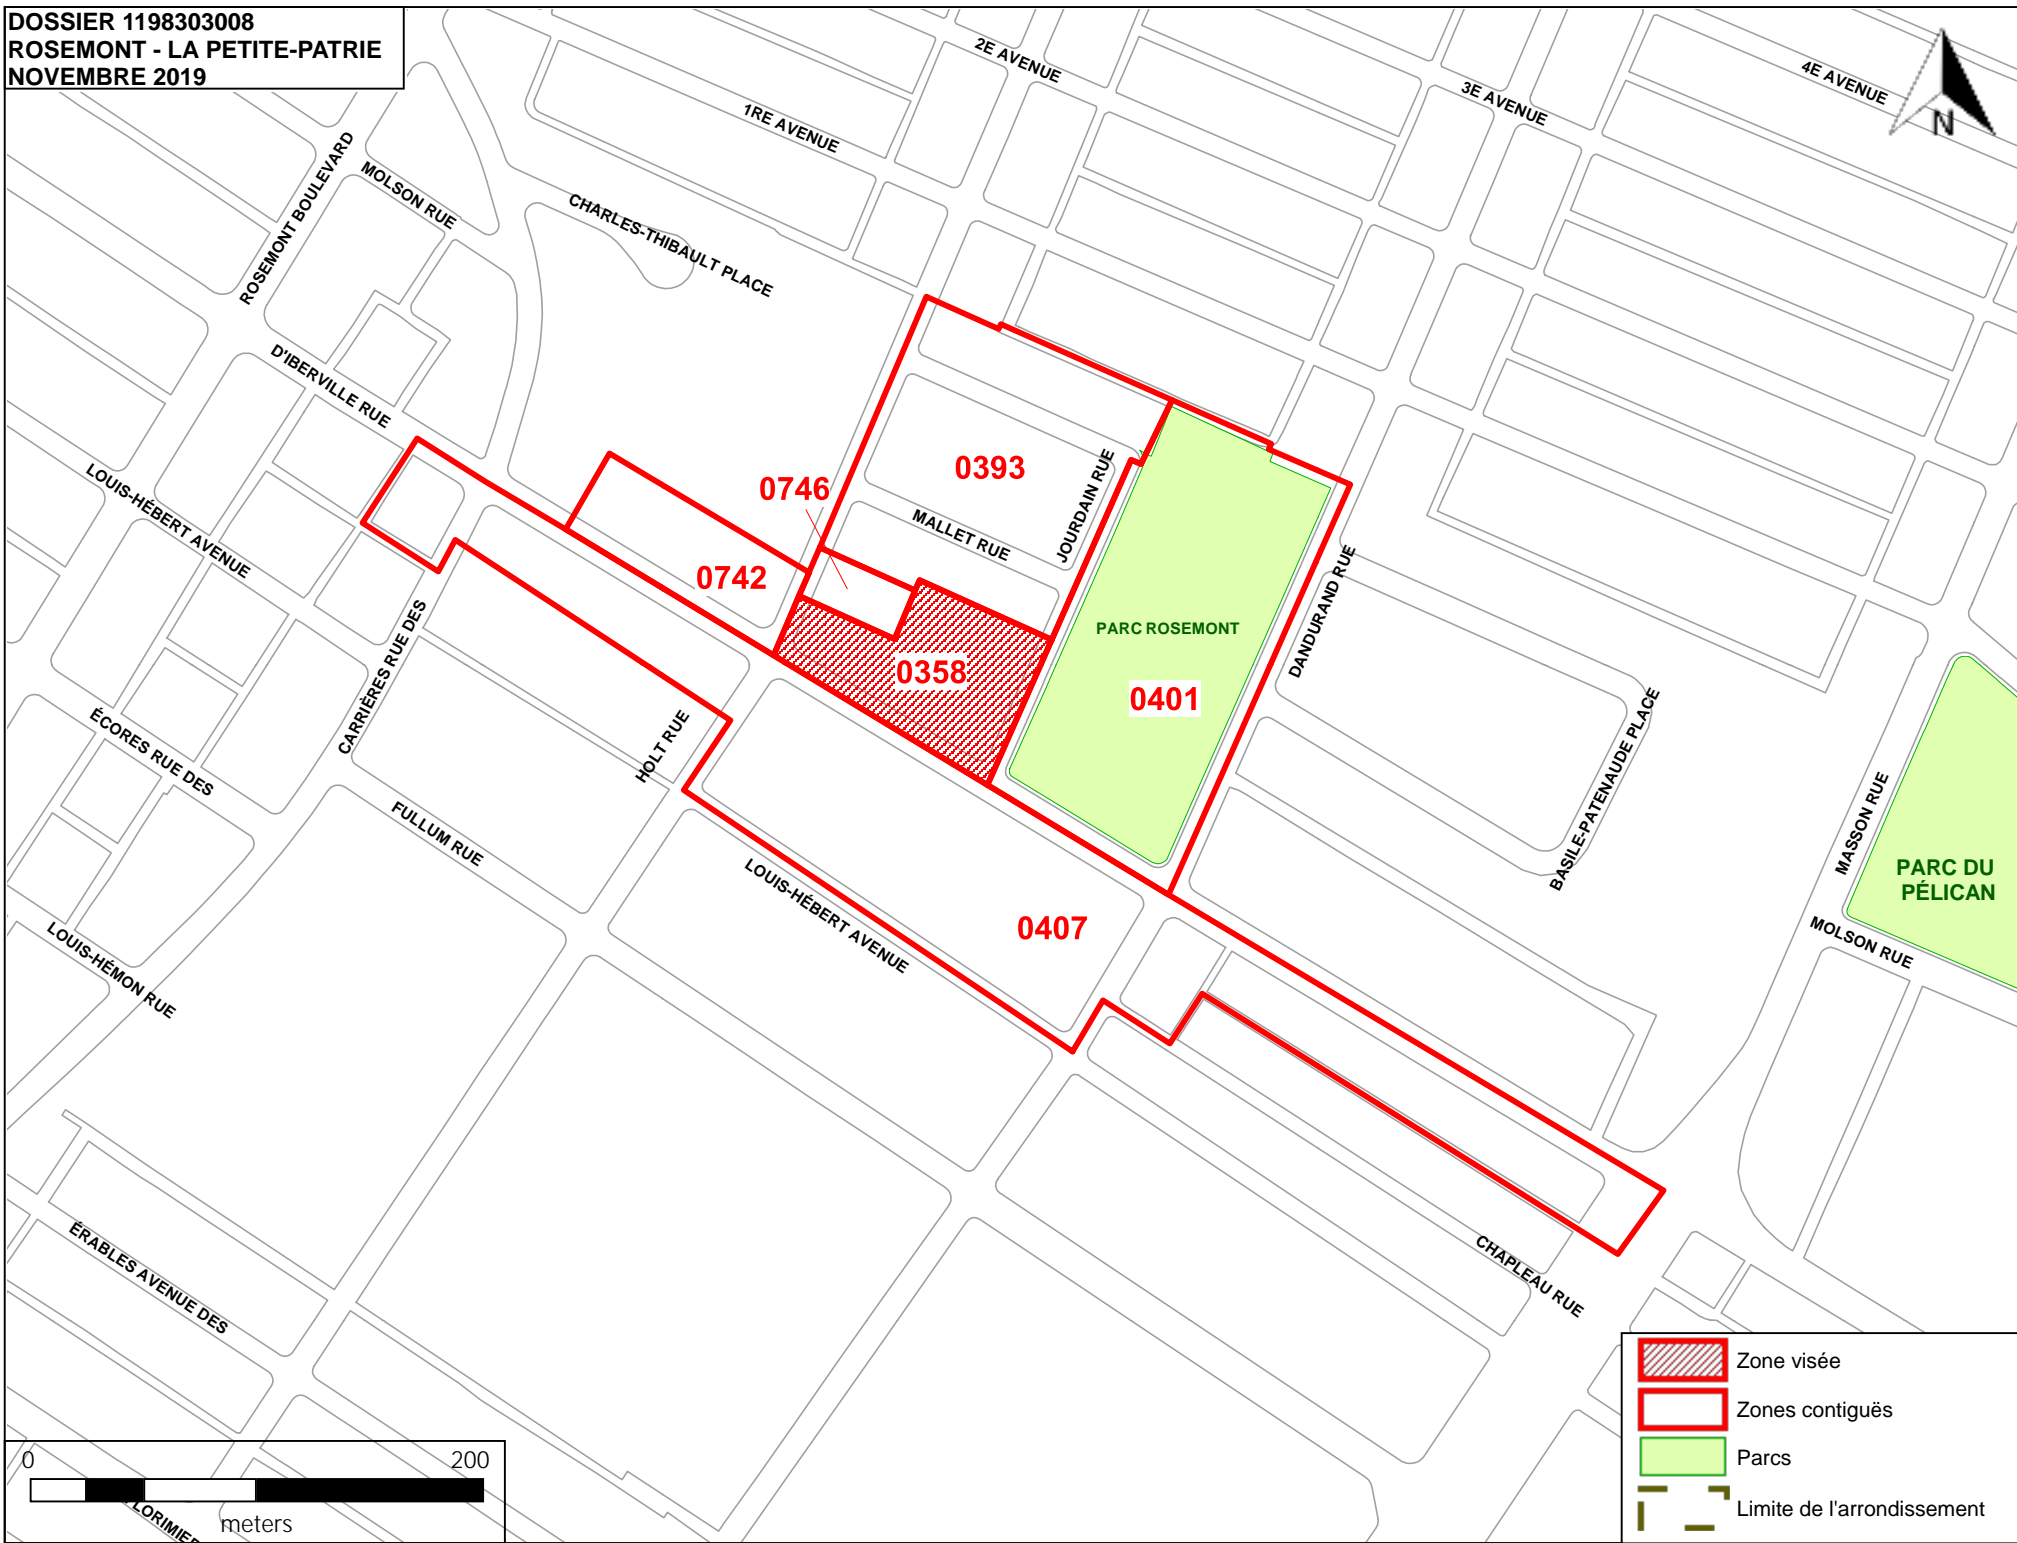 DOSSIER 1198303008
ROSEMONT - LA PETITE-PATRIE
NOVEMBRE 2019
2E AVENUE
4E AVENUE
3E AVENUE
1RE AVENUE
N
ROSEMONT BOULEVARD
MOLSON RUE
CHARLES-THIBAULT PLACE
D'IBERVILLE RUE
LOUIS-HÉBERT AVENUE
0746
0393
JOURDAIN RUE
MALLET RUE
0742
PARC ROSEMONT
DANDURAND RUE
0358
0401
CARRIÈRES RUE DES
ÉCORES RUE DES
HOLT RUE
BASILE-PATENAUDE PLACE
MASSON RUE
FULLUM RUE
LOUIS-HÉBERT AVENUE
PARC DU
PÉLICAN
0407
MOLSON RUE
LOUIS-HÉMON RUE
ÉRABLES AVENUE DES
CHAPLEAU RUE
Zone visée
Zones contiguës
Parcs
Limite de l'arrondissement
0 200
meters
LORIMIER